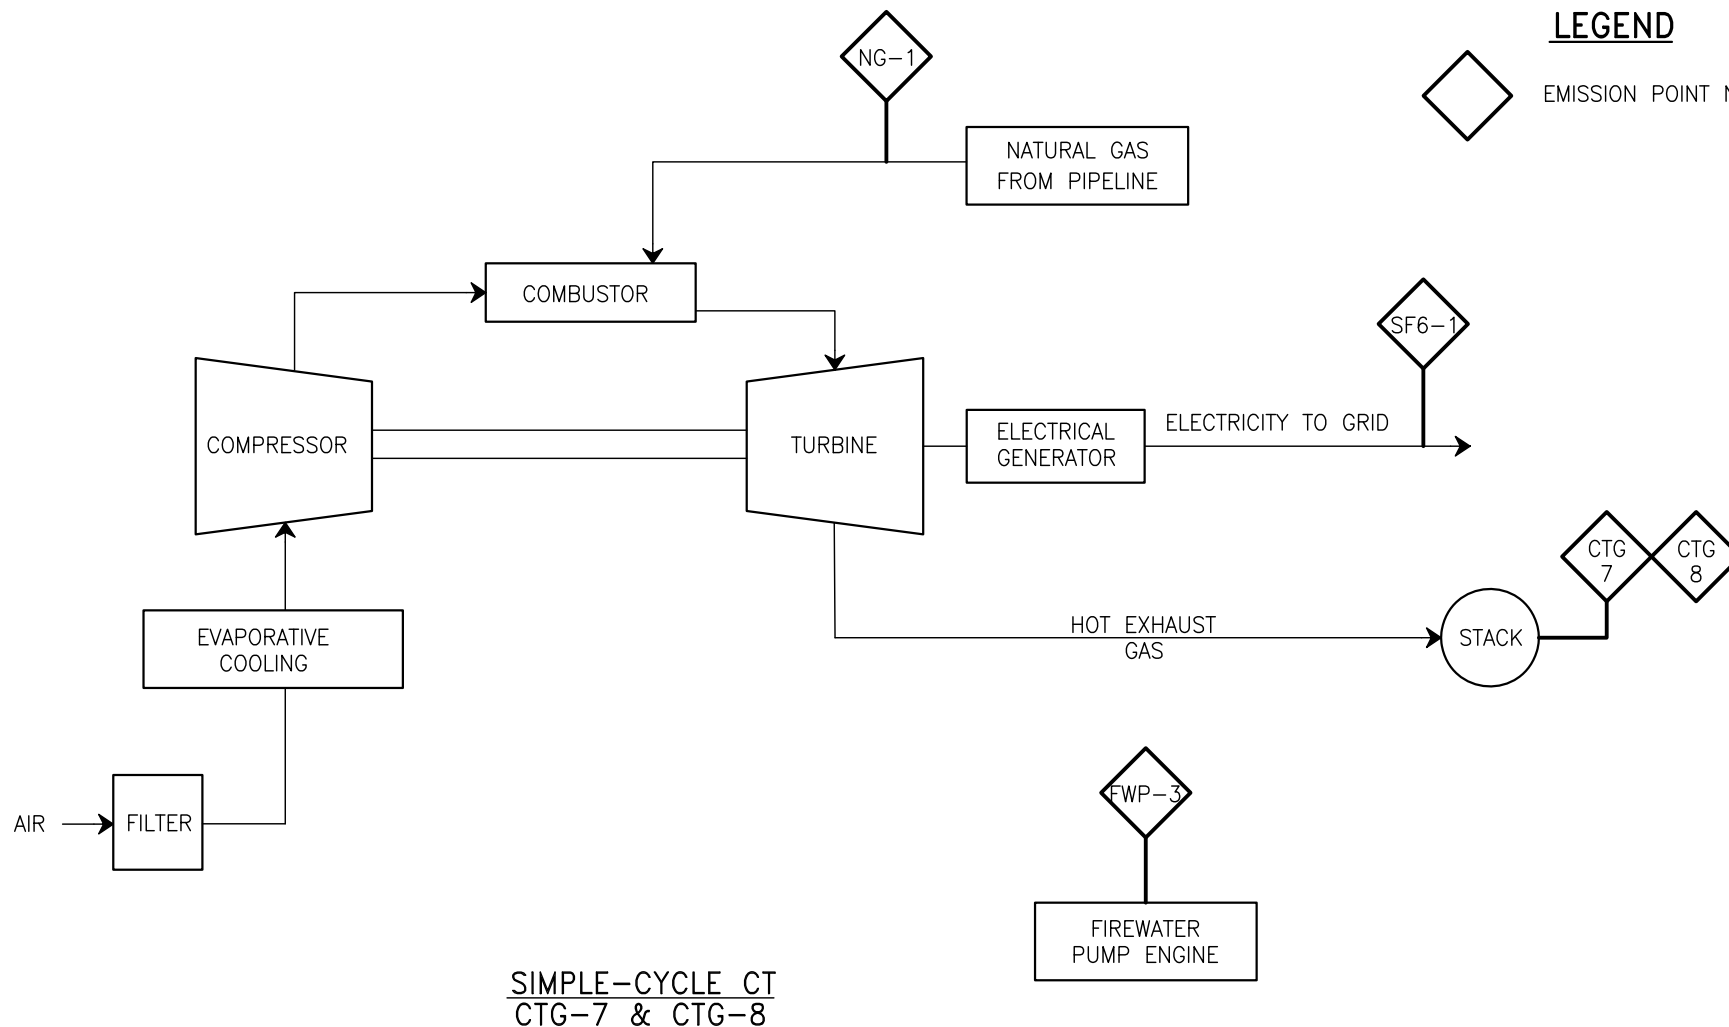 LEGEND
NG-1
EMISSION POINT
NATURAL GAS
FROM PIPELINE
COMBUSTOR
SF6-1
ELECTRICITY TO GRID
COMPRESSOR
TURBINE
ELECTRICAL
GENERATOR
CTG
7
CTG
8
HOT EXHAUST
GAS
STACK
EVAPORATIVE
COOLING
FWP-3
AIR
FILTER
FIREWATER
PUMP ENGINE
SIMPLE-CYCLE CT
CTG-7 & CTG-8